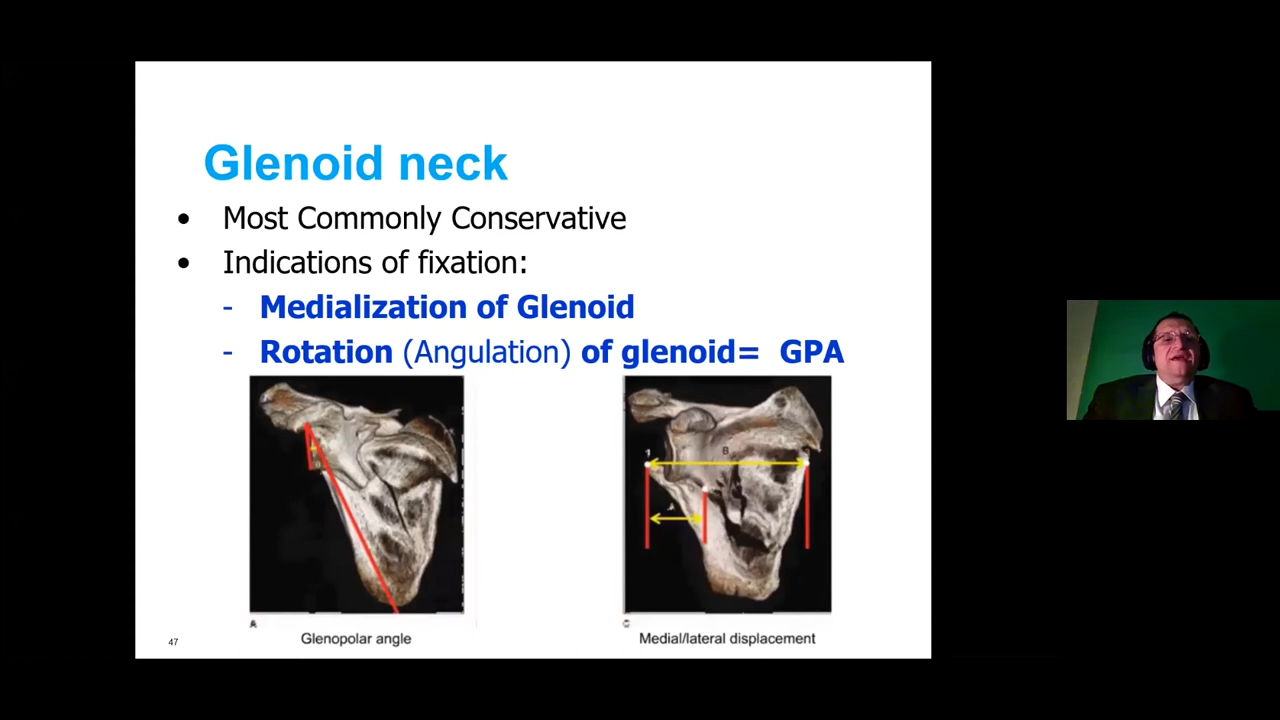 Glenoid neck
• Most Commonly Conservative
• Indications of fixation:
- Medialization of Glenoid
- Rotation (Angulation) of glenoid= GPA
1
B
A
A
C
Glenopolar angle
Medial/lateral displacement
47